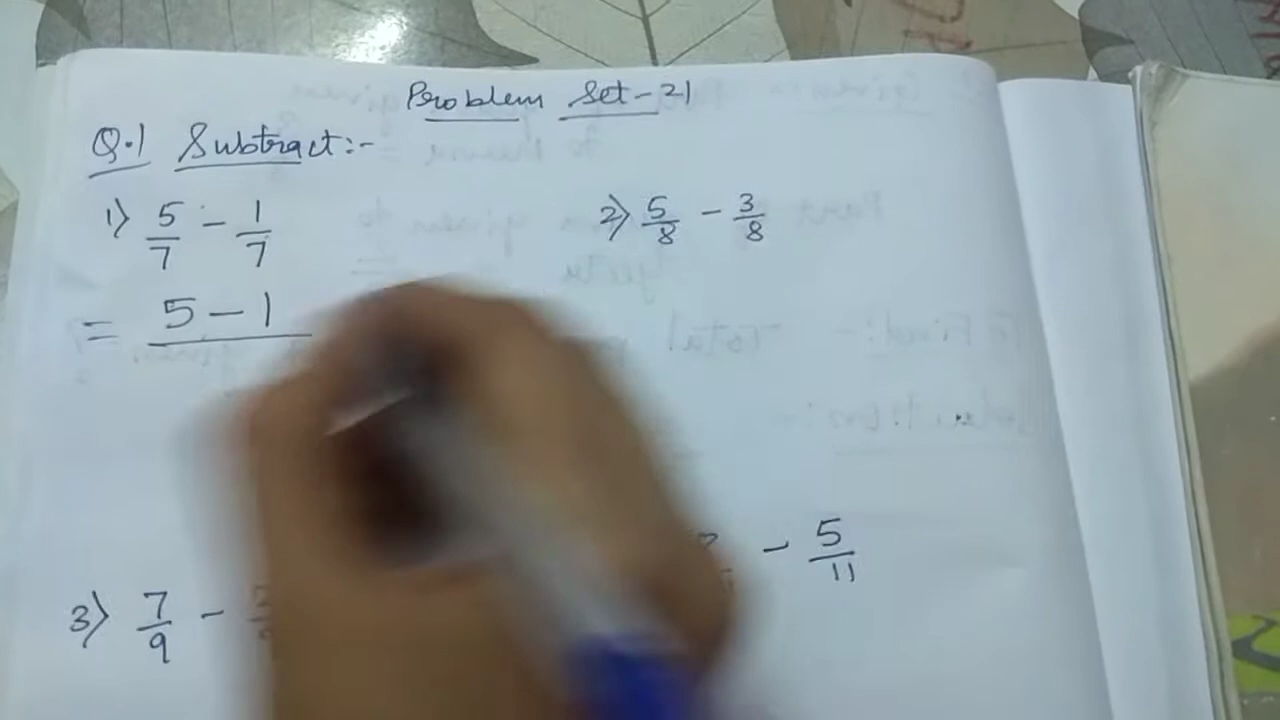 Problem Set-21
Q.1 Subtract:-
1) 5/7 - 1/7
2) 5/8 - 3/8
= 5-1
3) 7/9 -
- 5/11